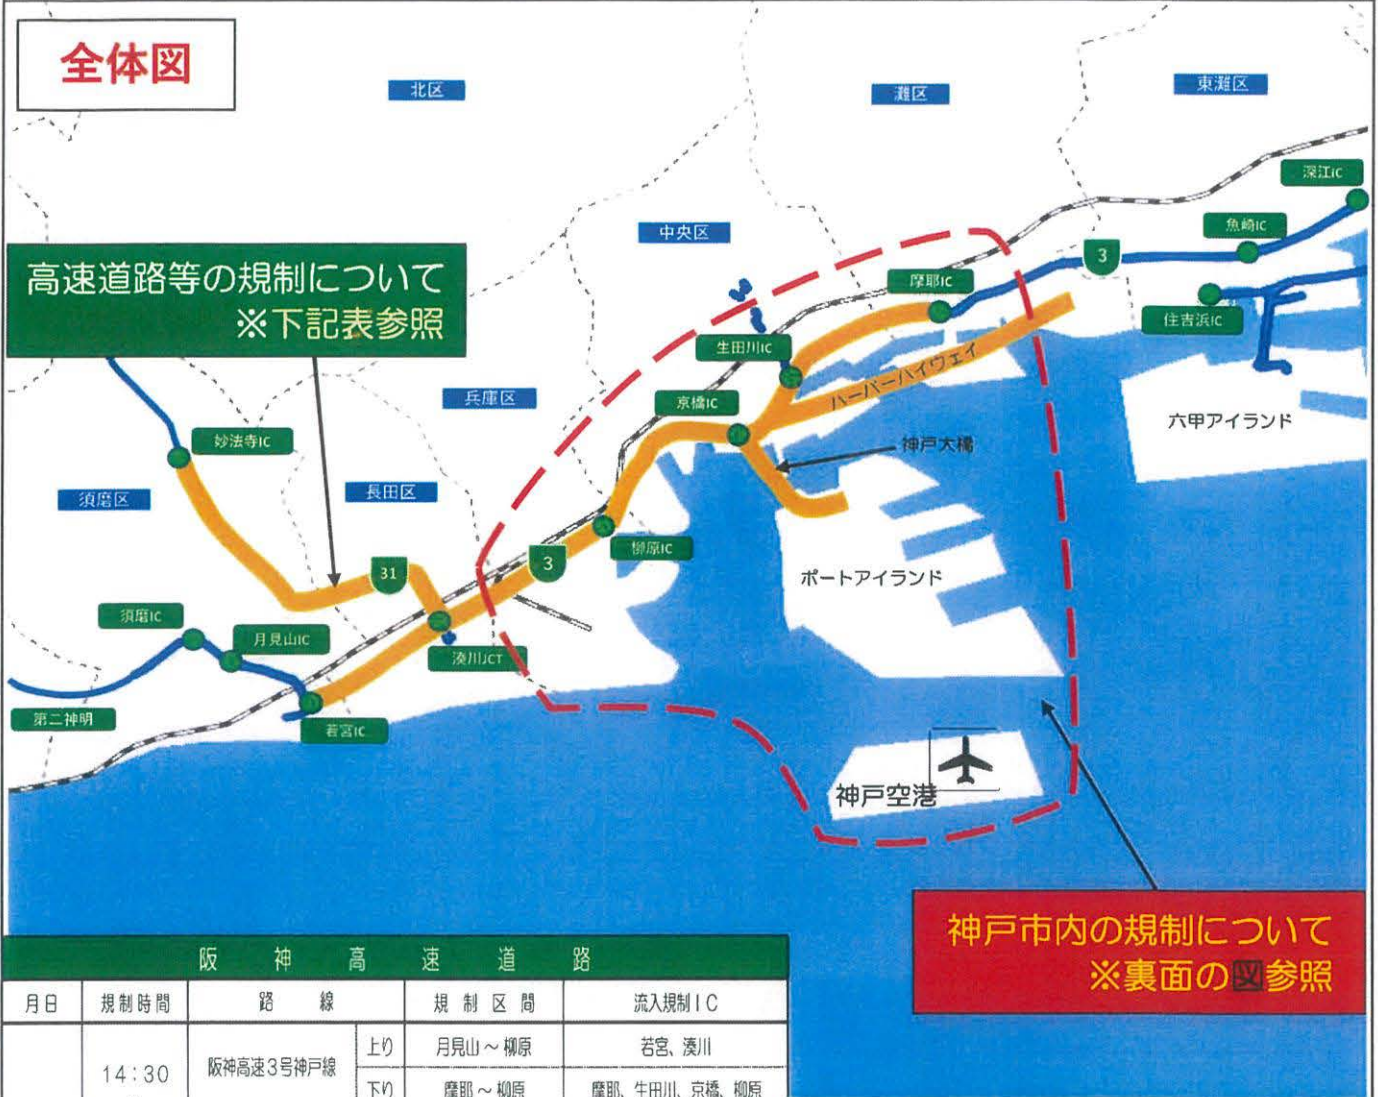 全体図
北区
灘区
東灘区
深江IC
魚崎IC
中央区
3
摩耶IC
高速道路等の規制について
※下記表参照
住吉浜IC
生田川IC
ハーバーハイウェイ
兵庫区
京橋IC
六甲アイランド
妙法寺IC
神戸大橋
須磨区
長田区
柳原IC
3
31
ポートアイランド
須磨IC
月見山IC
湊川JCT
第二神明
若宮IC
神戸空港
神戸市内の規制について
※裏面の図参照
阪神高速道路
月日 規制時間 路線 規制区間 流入規制IC
14:30 阪神高速3号神戸線 上り 月見山~柳原 若宮、湊川
下り 摩耶~柳原 摩耶、生田川、京橋、柳原